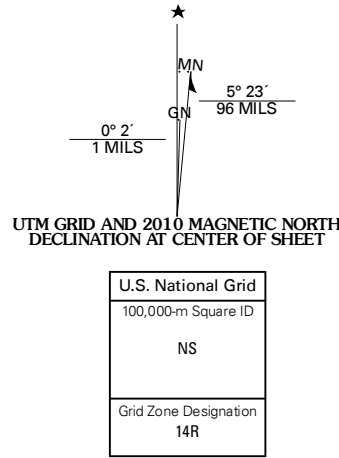 ★
MN
5° 23´
96 MILS
GN
0° 2´
1 MILS
UTM GRID AND 2010 MAGNETIC NORTH
DECLINATION AT CENTER OF SHEET
U.S. National Grid
100,000-m Square ID
NS
Grid Zone Designation
14R